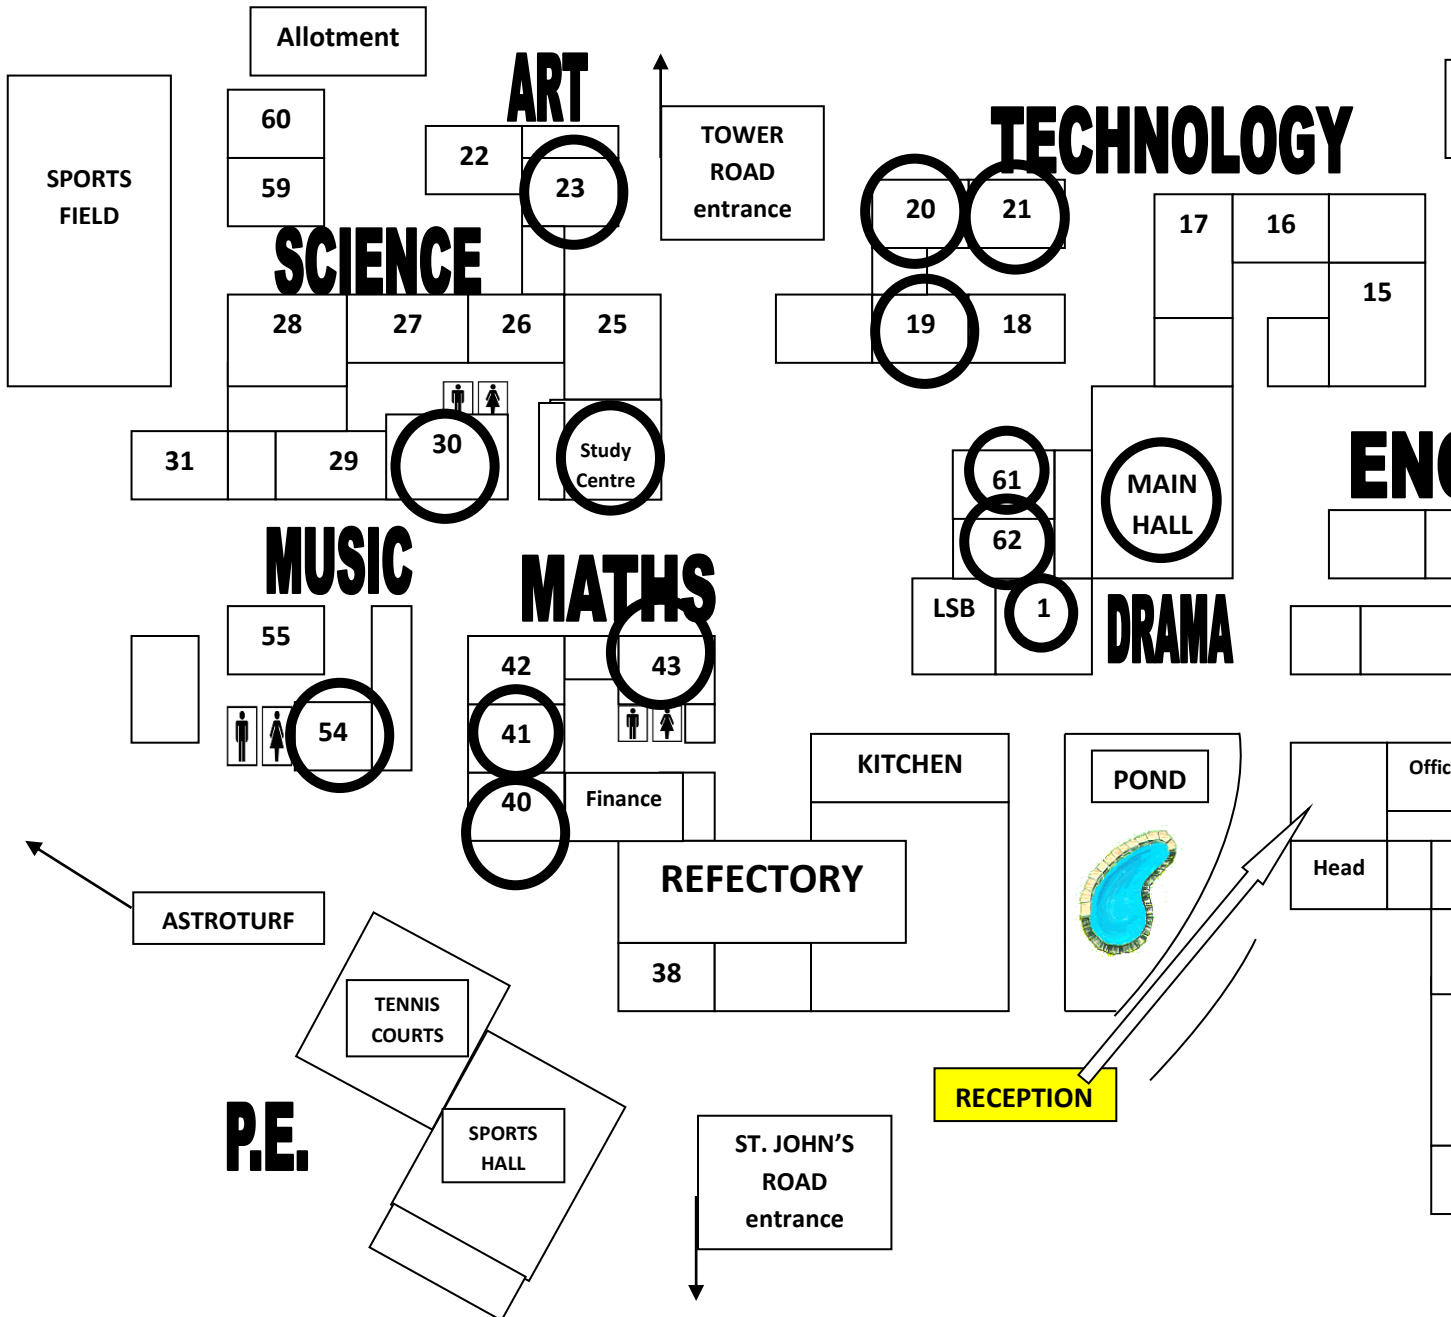 Allotment
ART
60
TOWER
ROAD
entrance
TECHNOLOGY
22
SPORTS
FIELD
59
23
20
21
17
16
SCIENCE
28
27
26
25
19
18
15
30
31
29
Study
Centre
61
MAIN
HALL
62
MUSIC
MATHS
LSB
1
DRAMA
55
42
43
54
41
KITCHEN
POND
40
Finance
REFECTORY
Head
ASTROTURF
38
TENNIS
COURTS
RECEPTION
P.E.
SPORTS
HALL
ST. JOHN’S
ROAD
entrance